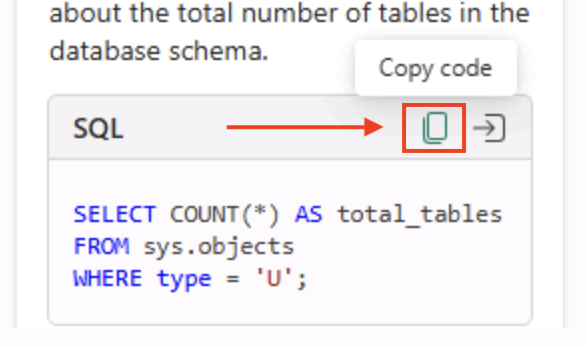 about the total number of tables in the
database schema.
Copy code
SQL
SELECT COUNT(*) AS total_tables
FROM sys.objects
WHERE type = 'U';